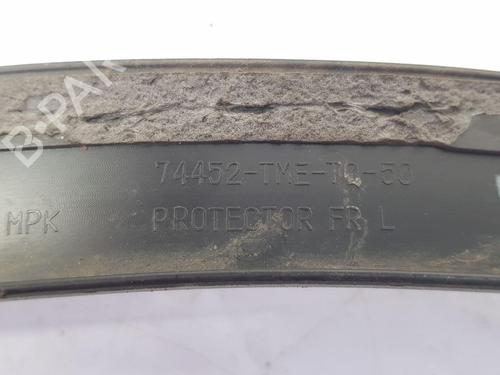 B-PARTS
74452-TME-T0-50
MPK PROTECTOR FR L